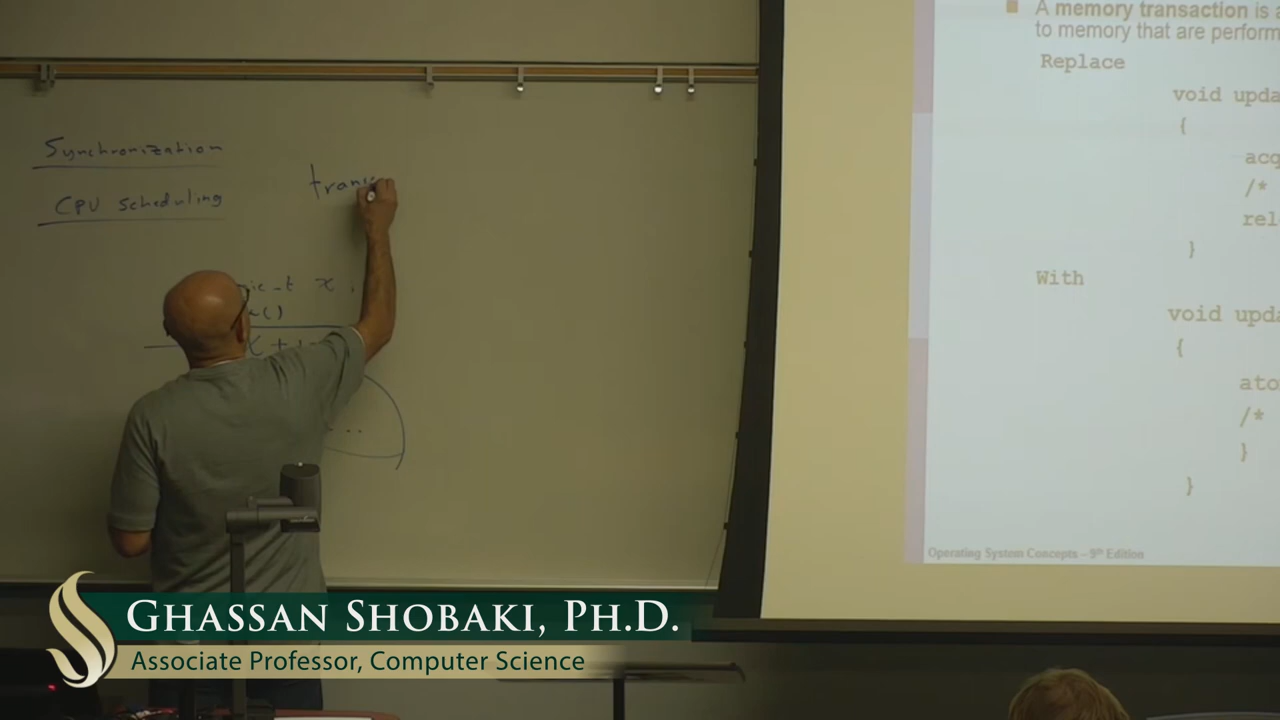 Synchronization
CPU scheduling
trans
x
A memory transaction is a
to memory that are perform
Replace
void upda
{
acq
/*
rel
}
With
void upda
{
ato
/*
}
}
Operating System Concepts – 9th Edition
GHASSAN SHOBAKI, PH.D.
Associate Professor, Computer Science